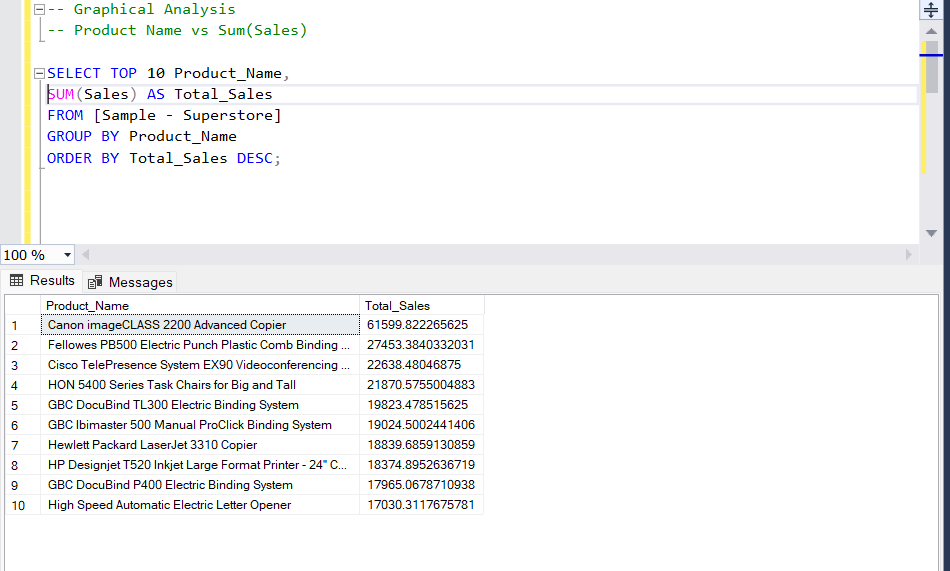 -- Graphical Analysis
-- Product Name vs Sum(Sales)
SELECT TOP 10 Product_Name,
SUM(Sales) AS Total_Sales
FROM [Sample - Superstore]
GROUP BY Product_Name
ORDER BY Total_Sales DESC;
100 %
Results Messages
Product_Name Total_Sales
1 Canon imageCLASS 2200 Advanced Copier 61599.822265625
2 Fellowes PB500 Electric Punch Plastic Comb Binding ... 27453.3840332031
3 Cisco TelePresence System EX90 Videoconferencing ... 22638.48046875
4 HON 5400 Series Task Chairs for Big and Tall 21870.5755004883
5 GBC DocuBind TL300 Electric Binding System 19823.478515625
6 GBC Ibimaster 500 Manual ProClick Binding System 19024.5002441406
7 Hewlett Packard LaserJet 3310 Copier 18839.6859130859
8 HP Designjet T520 Inkjet Large Format Printer - 24" C... 18374.8952636719
9 GBC DocuBind P400 Electric Binding System 17965.0678710938
10 High Speed Automatic Electric Letter Opener 17030.3117675781